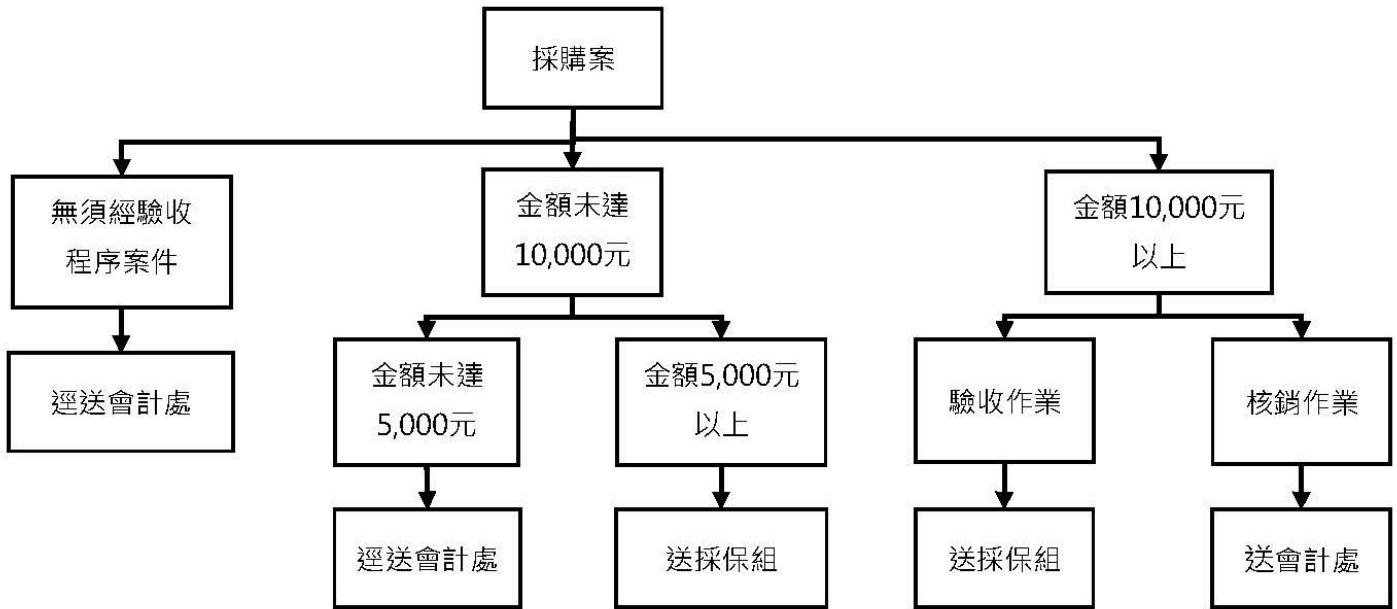 採購案
無須經驗收
程序案件
金額未達
10,000元
金額10,000元
以上
逕送會計處
金額未達
5,000元
金額5,000元
以上
驗收作業
核銷作業
逕送會計處
送採保組
送採保組
送會計處